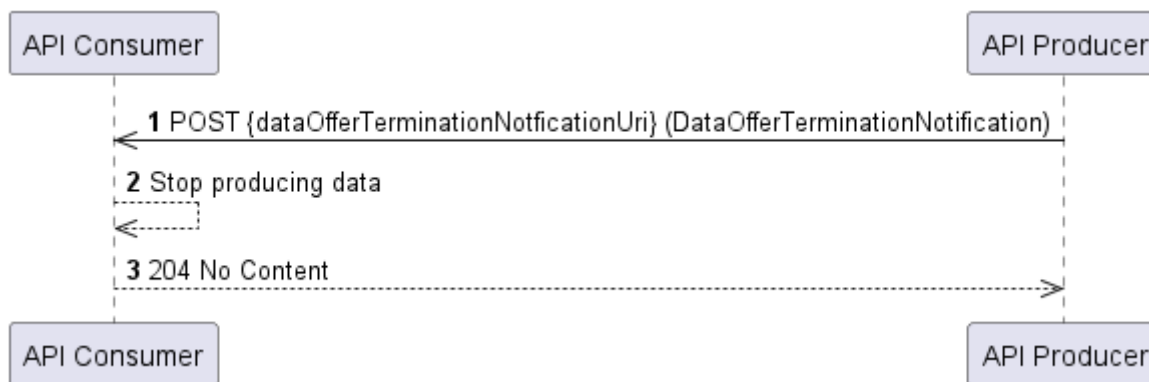 API Consumer
API Producer
1 POST {dataOfferTerminationNotficationUri} (DataOfferTerminationNotification)
2 Stop producing data
3 204 No Content
API Consumer
API Producer